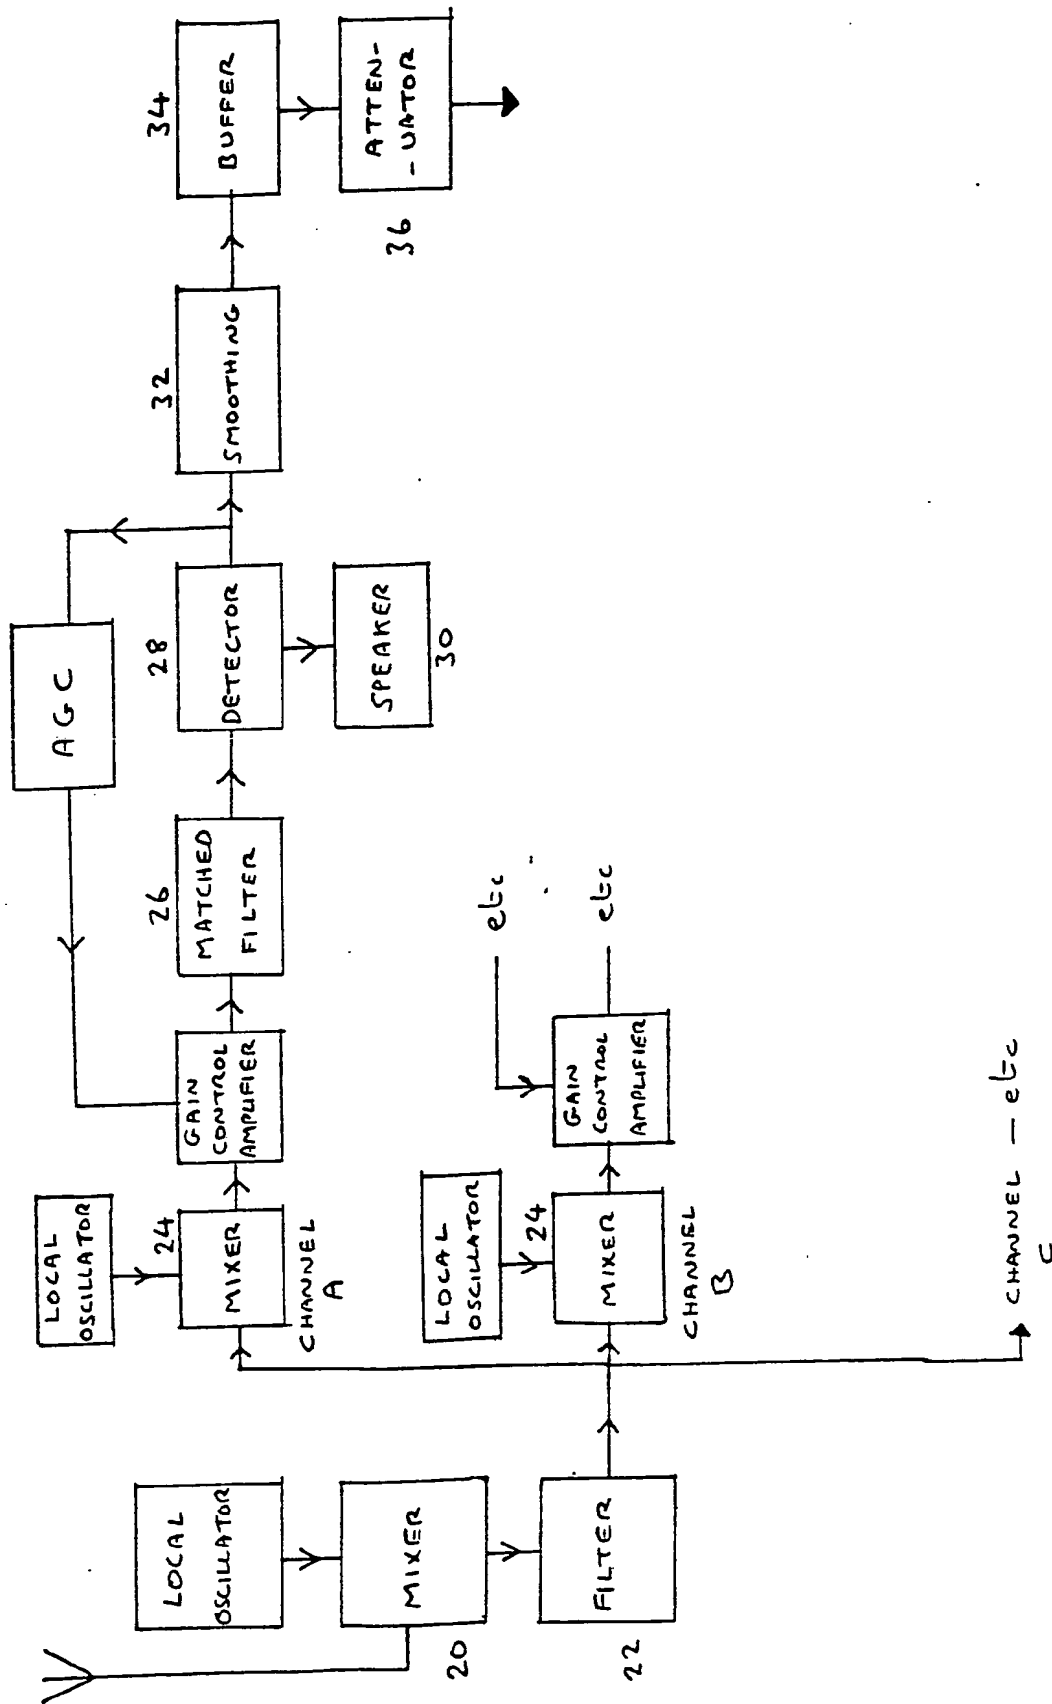 LOCAL
OSCILLATOR
MIXER
20
FILTER
22
LOCAL
OSCILLATOR
24
MIXER
CHANNEL
A
GAIN
CONTROL
AMPLIFIER
AGC
26
MATCHED
FILTER
28
DETECTOR
SPEAKER
30
32
SMOOTHING
34
BUFFER
ATTEN-
-UATOR
36
LOCAL
OSCILLATOR
24
MIXER
CHANNEL
B
GAIN
CONTROL
AMPLIFIER
etc
etc
CHANNEL - etc
C